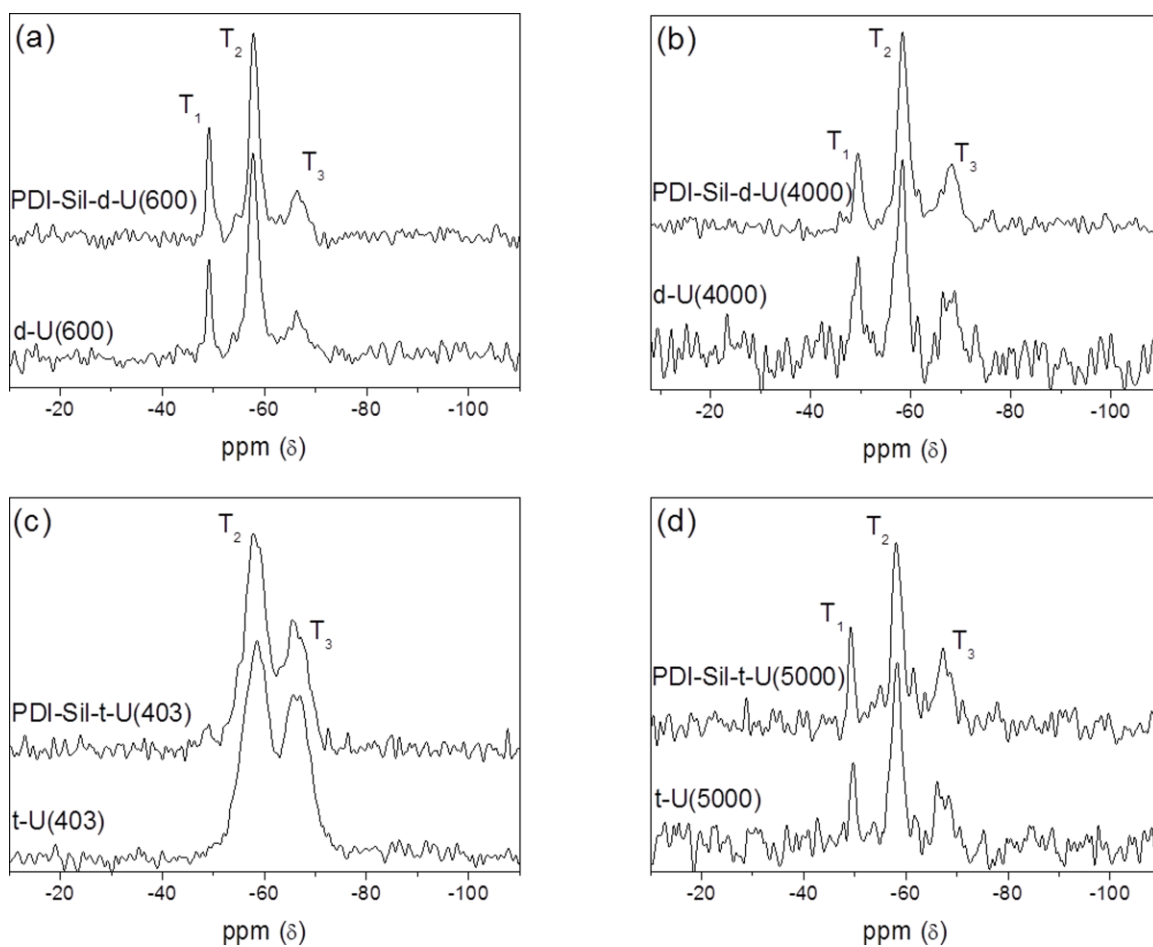 (a)
T2
T1
T3
PDI-Sil-d-U(600)
d-U(600)
-20 -40 -60 -80 -100
ppm (δ)
(b)
T2
T1
T3
PDI-Sil-d-U(4000)
d-U(4000)
-20 -40 -60 -80 -100
ppm (δ)
(c)
T2
T3
PDI-Sil-t-U(403)
t-U(403)
-20 -40 -60 -80 -100
ppm (δ)
(d)
T2
T1
T3
PDI-Sil-t-U(5000)
t-U(5000)
-20 -40 -60 -80 -100
ppm (δ)